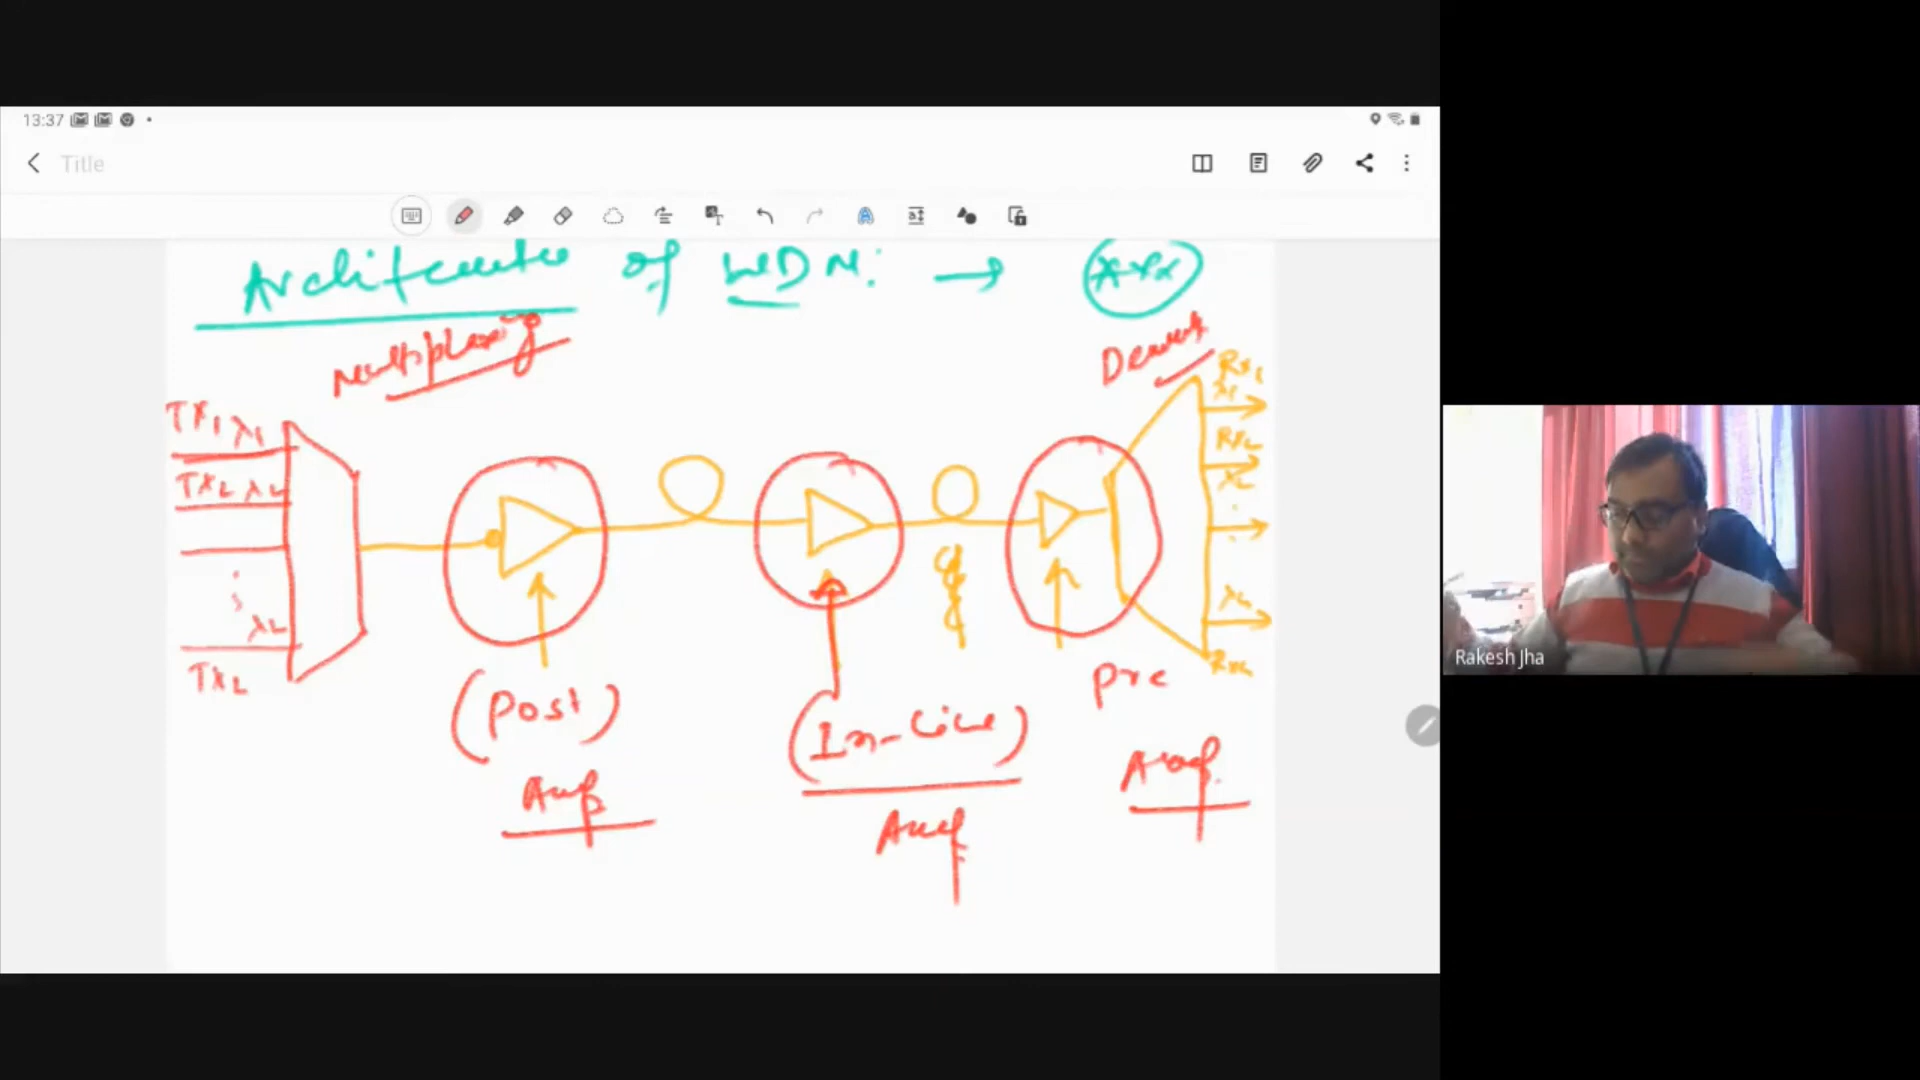 13:37
Title
Architecture of WDM: →
Multiplexing
Demux
TX1 λ1
TX2 λ2
λL
TXL
Rx1
λ1
Rx2
λ2
λL
RxL
(Post)
Amp
(In-line)
Amp
Pre
Amp
Rakesh Jha